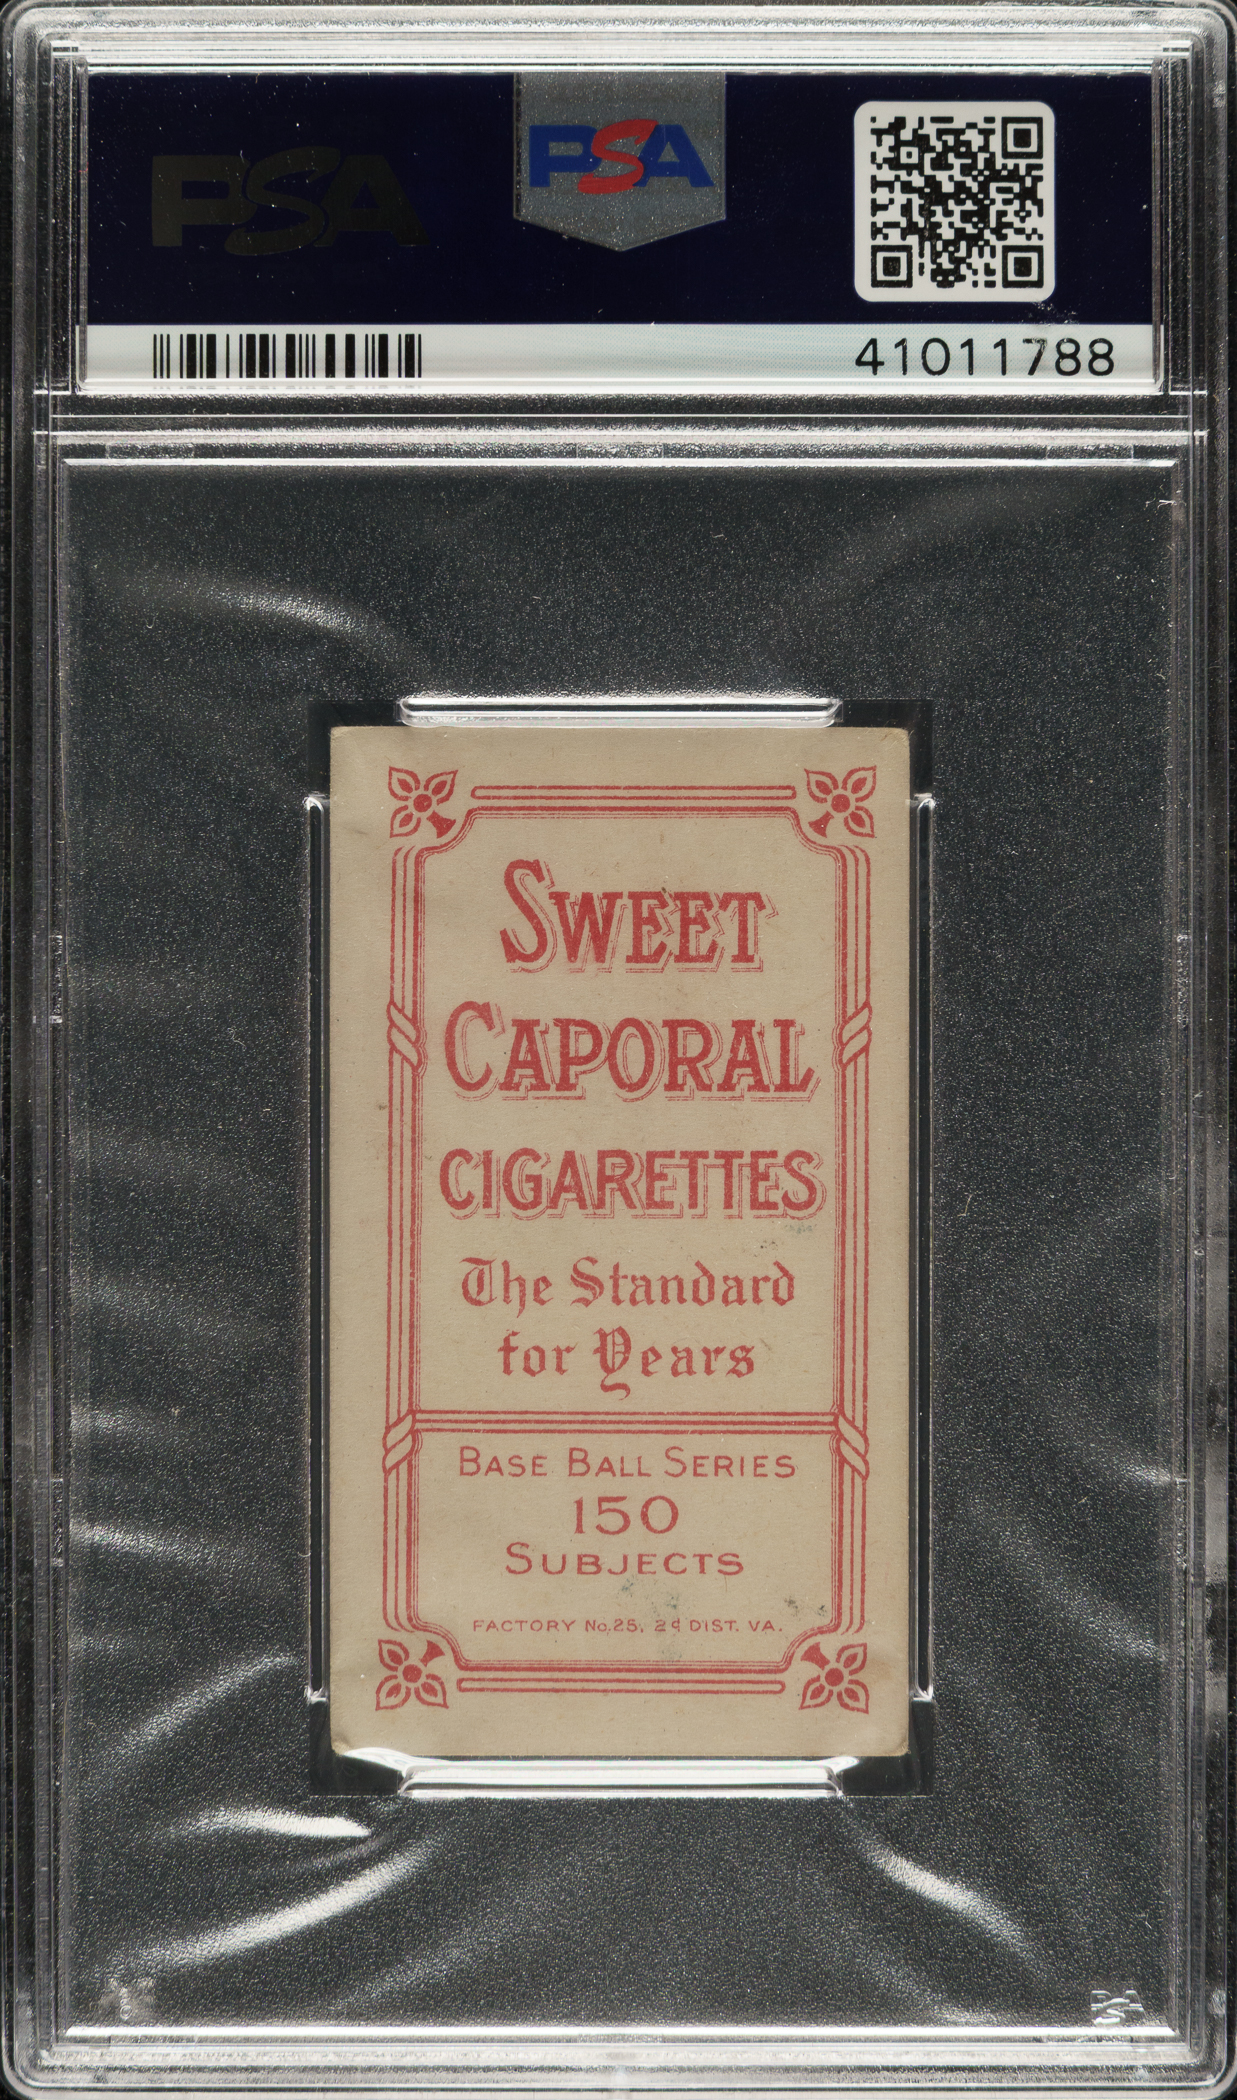 PSA
PSA
41011788
SWEET
CAPORAL
CIGARETTES
The Standard
for Years
BASE BALL SERIES
150
SUBJECTS
FACTORY No. 25, 2d DIST. VA.
PSA